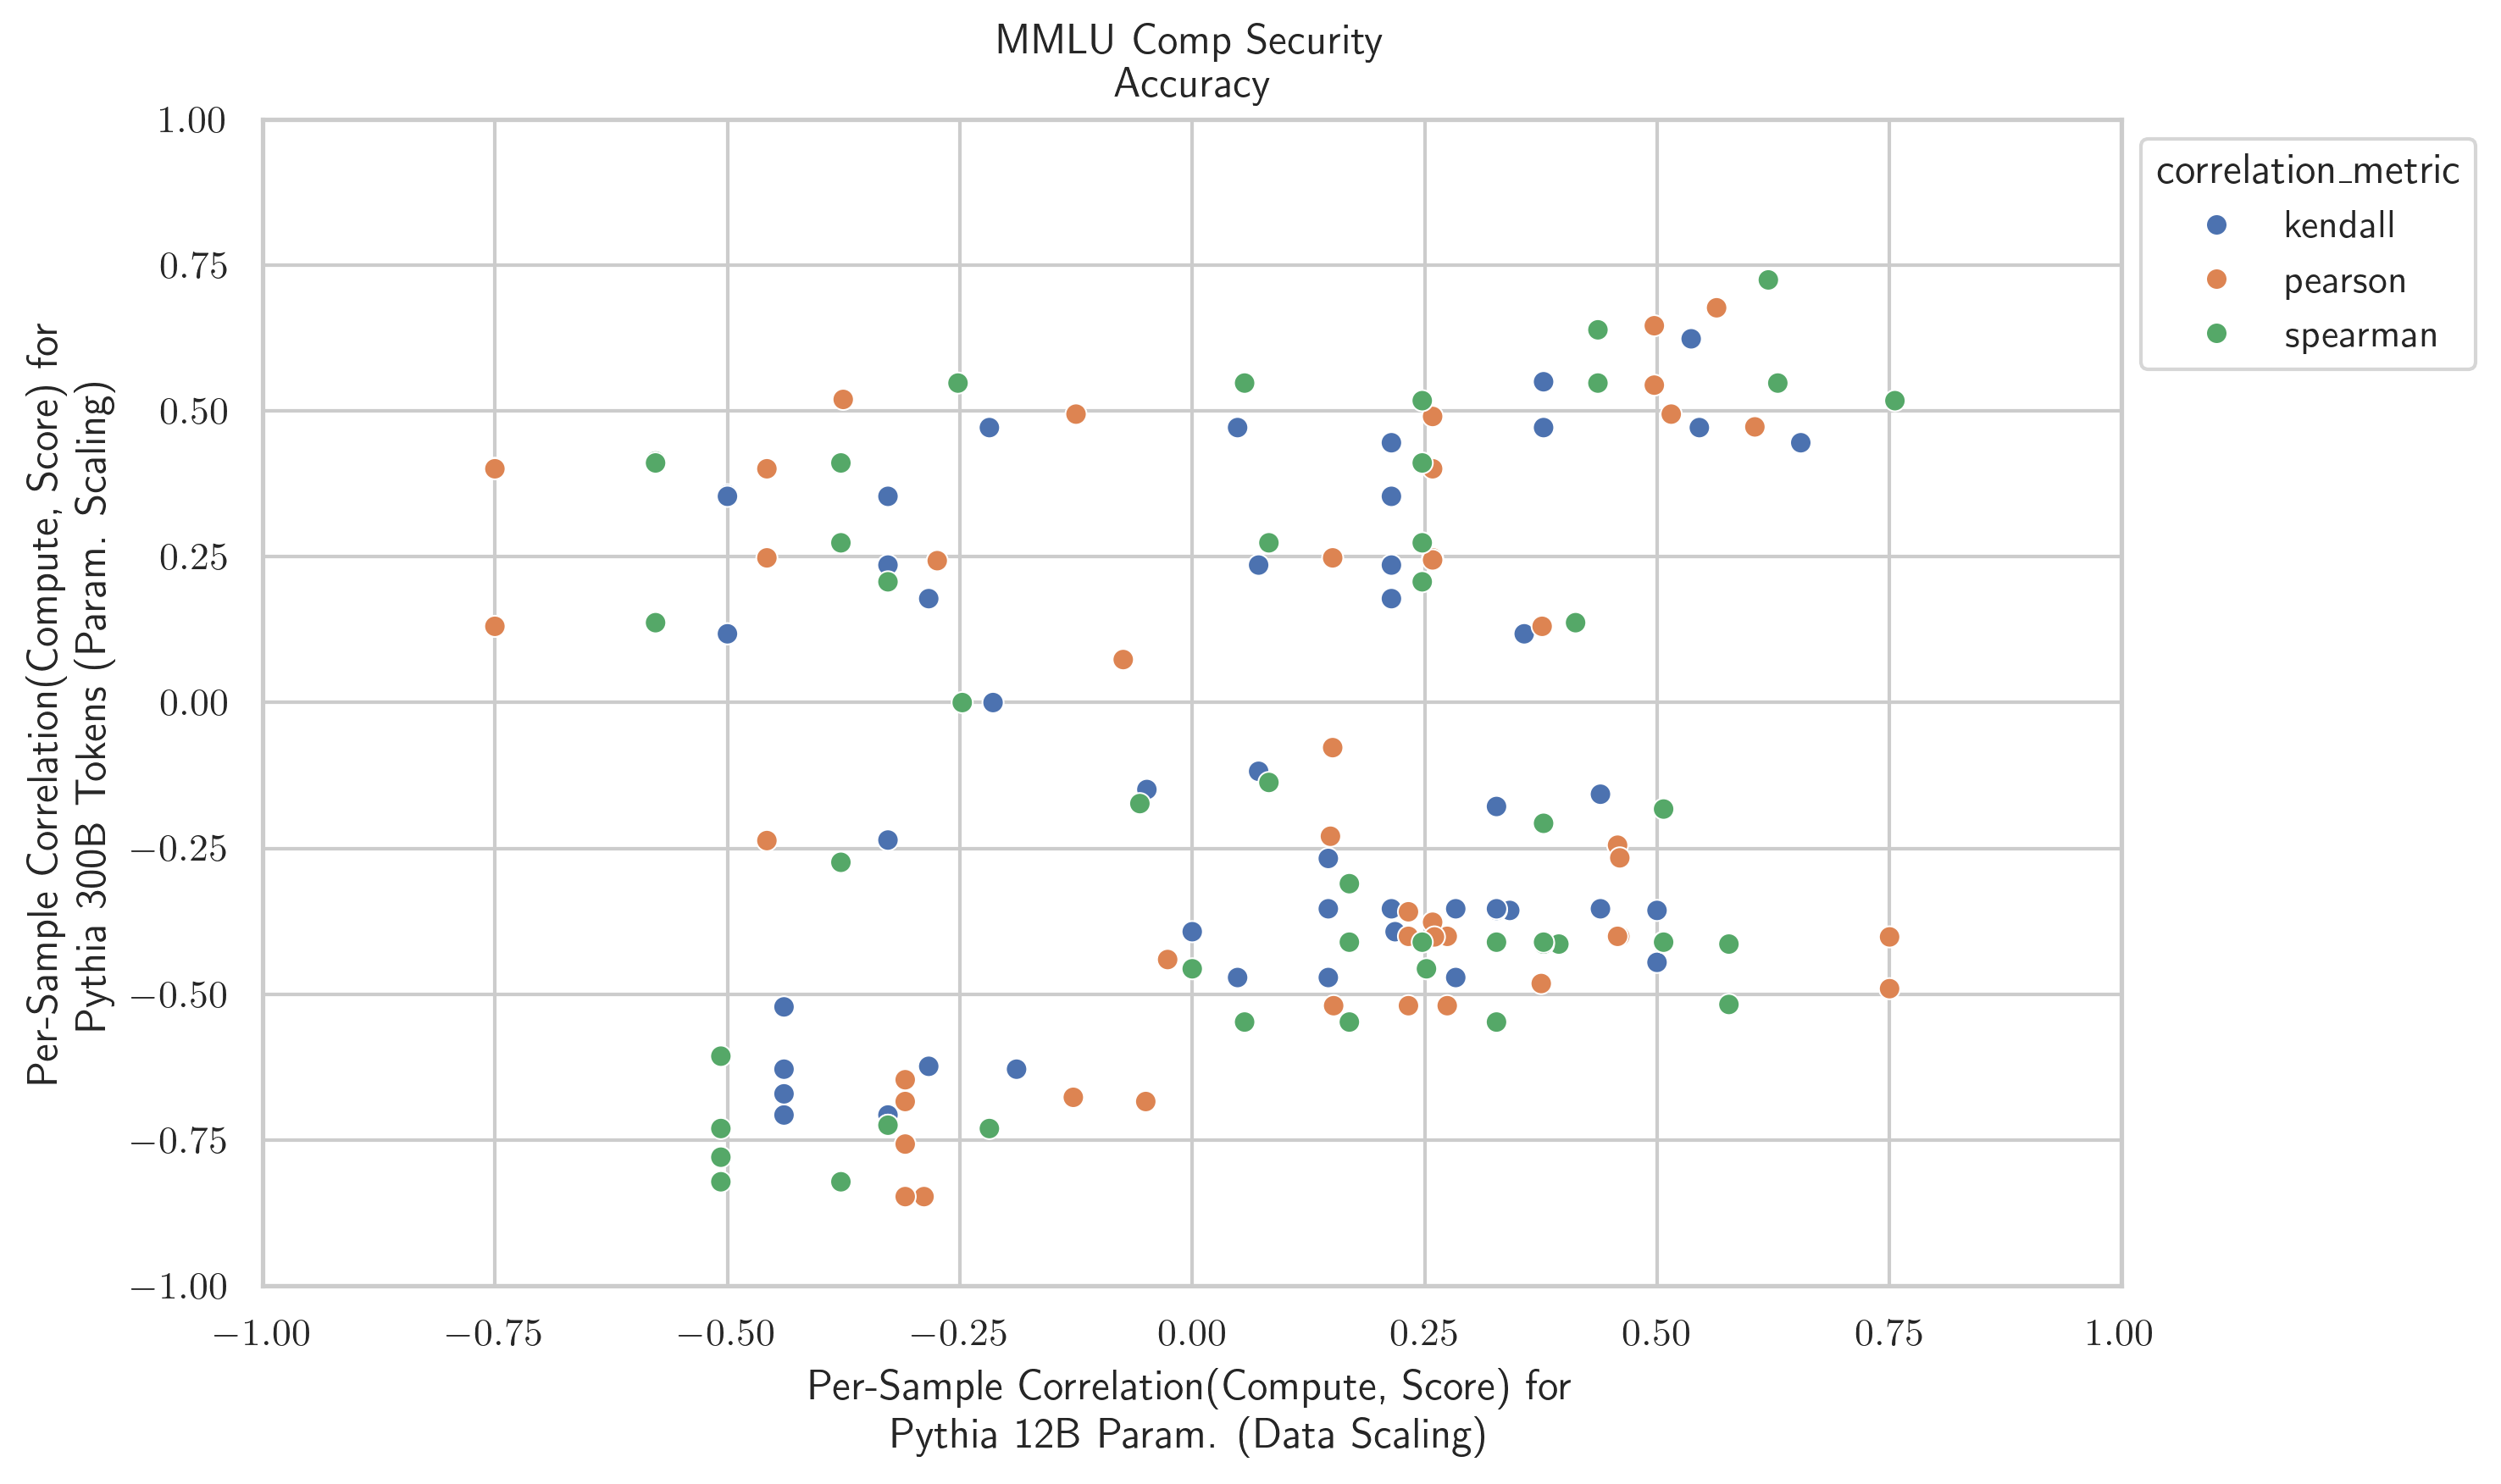 MMLU Comp Security
Accuracy
1.00
0.75
0.50
0.25
0.00
−0.25
−0.50
−0.75
−1.00
Per-Sample Correlation(Compute, Score) for
Pythia 300B Tokens (Param. Scaling)
correlation_metric
kendall
pearson
spearman
−1.00 −0.75 −0.50 −0.25 0.00 0.25 0.50 0.75 1.00
Per-Sample Correlation(Compute, Score) for
Pythia 12B Param. (Data Scaling)